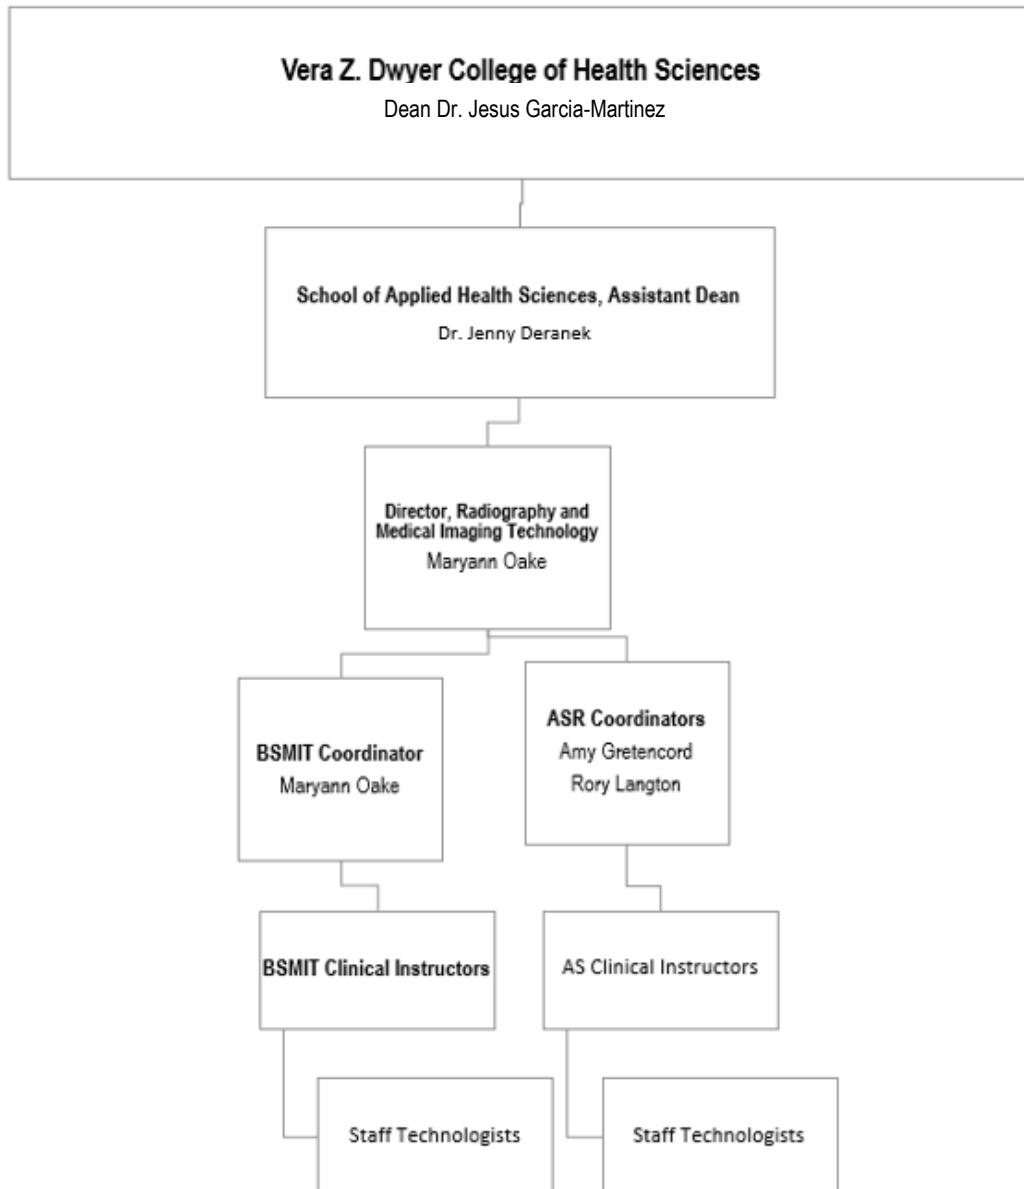 Vera Z. Dwyer College of Health Sciences
Dean Dr. Jesus Garcia-Martinez
School of Applied Health Sciences, Assistant Dean
Dr. Jenny Deranek
Director, Radiography and
Medical Imaging Technology
Maryann Oake
BSMIT Coordinator
Maryann Oake
ASR Coordinators
Amy Gretencord
Rory Langton
BSMIT Clinical Instructors
AS Clinical Instructors
Staff Technologists
Staff Technologists